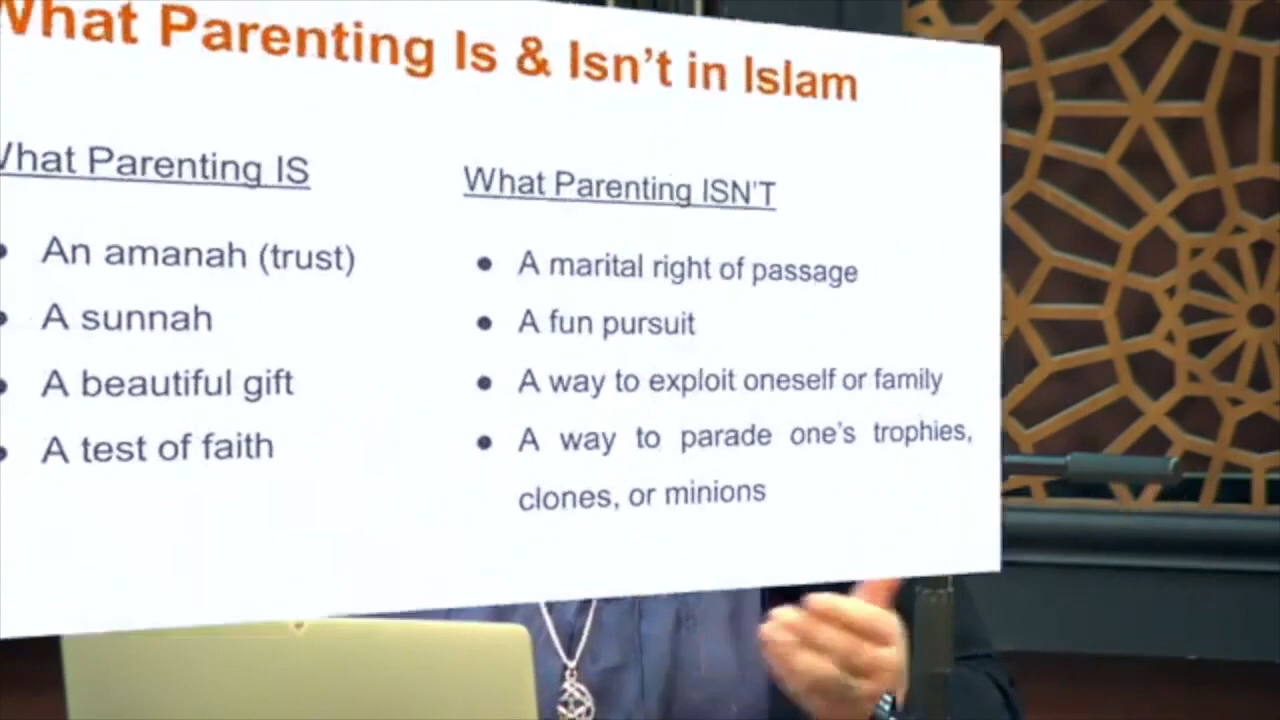 What Parenting Is & Isn't in Islam
What Parenting IS
An amanah (trust)
A sunnah
A beautiful gift
A test of faith
What Parenting ISN'T
A marital right of passage
A fun pursuit
A way to exploit oneself or family
A way to parade one's trophies,
clones, or minions